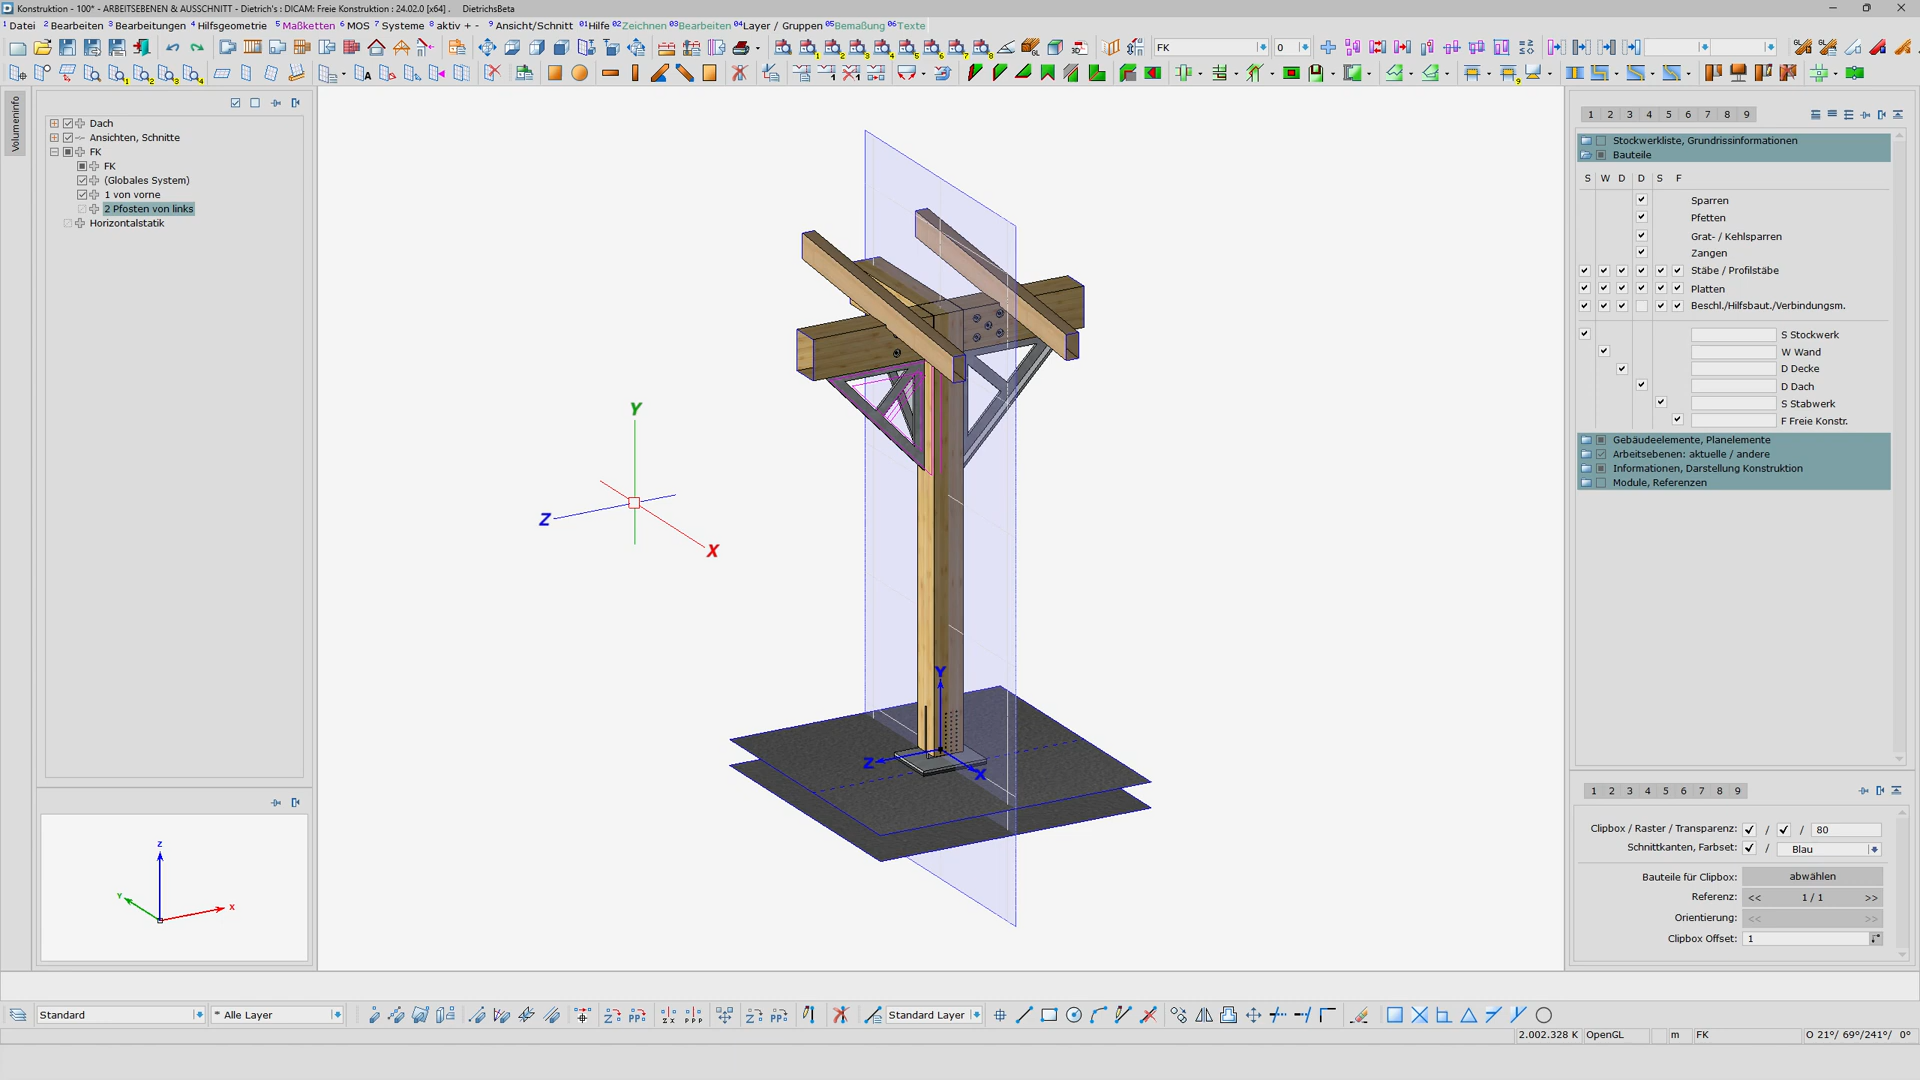 Konstruktion - 100* - ARBEITSEBENEN & AUSSCHNITT - Dietrich's : DICAM: Freie Konstruktion : 24.02.0 [x64] . DietrichsBeta
1 Datei 2 Bearbeiten 3 Bearbeitungen 4 Hilfsgeometrie 5 Maßketten 6 MOS 7 Systeme 8 aktiv + - 9 Ansicht/Schnitt 01 Hilfe 02 Zeichnen 03 Bearbeiten 04 Layer / Gruppen 05 Bemaßung 06 Texte
FK 0
Volumeninfo
Dach
Ansichten, Schnitte
FK
FK
(Globales System)
1 von vorne
2 Pfosten von links
Horizontalstatik
Z
Y
X
Y
Z
X
Y
Z
X
1 2 3 4 5 6 7 8 9
Stockwerkliste, Grundrissinformationen
Bauteile
S W D D S F
Sparren
Pfetten
Grat- / Kehlsparren
Zangen
Stäbe / Profilstäbe
Platten
Beschl./Hilfsbaut./Verbindungsm.
S Stockwerk
W Wand
D Decke
D Dach
S Stabwerk
F Freie Konstr.
Gebäudeelemente, Planelemente
Arbeitsebenen: aktuelle / andere
Informationen, Darstellung Konstruktion
Module, Referenzen
1 2 3 4 5 6 7 8 9
Clipbox / Raster / Transparenz: / / 80
Schnittkanten, Farbset: / Blau
Bauteile für Clipbox: abwählen
Referenz: << 1 / 1 >>
Orientierung: << >>
Clipbox Offset: 1
Standard * Alle Layer Standard Layer
2.002.328 K OpenGL m FK O 21°/ 69°/241°/ 0°